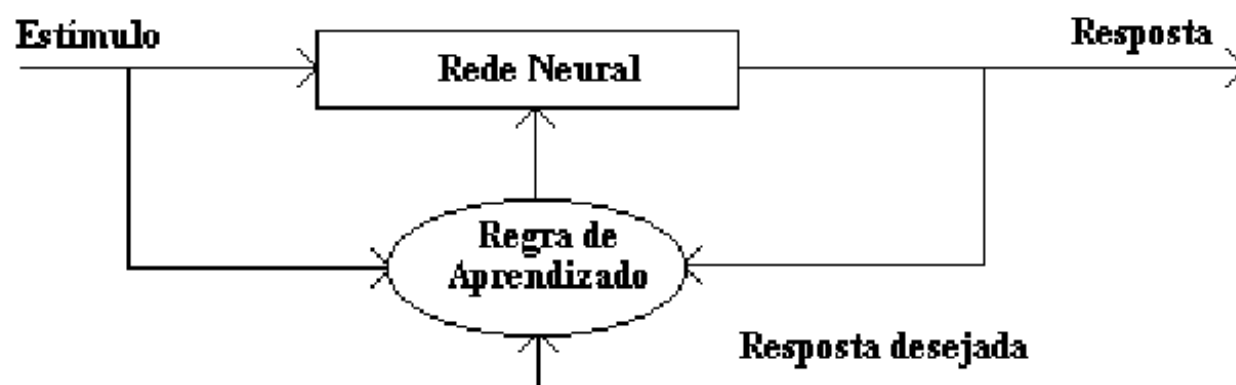 Estímulo
Resposta
Rede Neural
Regra de
Aprendizado
Resposta desejada